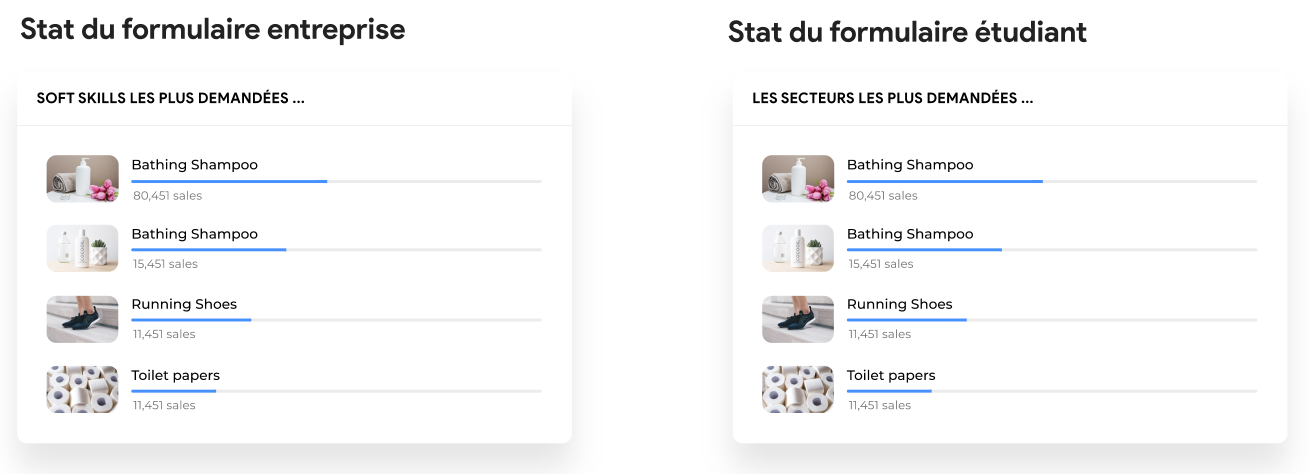 Stat du formulaire entreprise
SOFT SKILLS LES PLUS DEMANDÉES ...
Bathing Shampoo
80,451 sales
Bathing Shampoo
15,451 sales
Running Shoes
11,451 sales
Toilet papers
11,451 sales
Stat du formulaire étudiant
LES SECTEURS LES PLUS DEMANDÉES ...
Bathing Shampoo
80,451 sales
Bathing Shampoo
15,451 sales
Running Shoes
11,451 sales
Toilet papers
11,451 sales